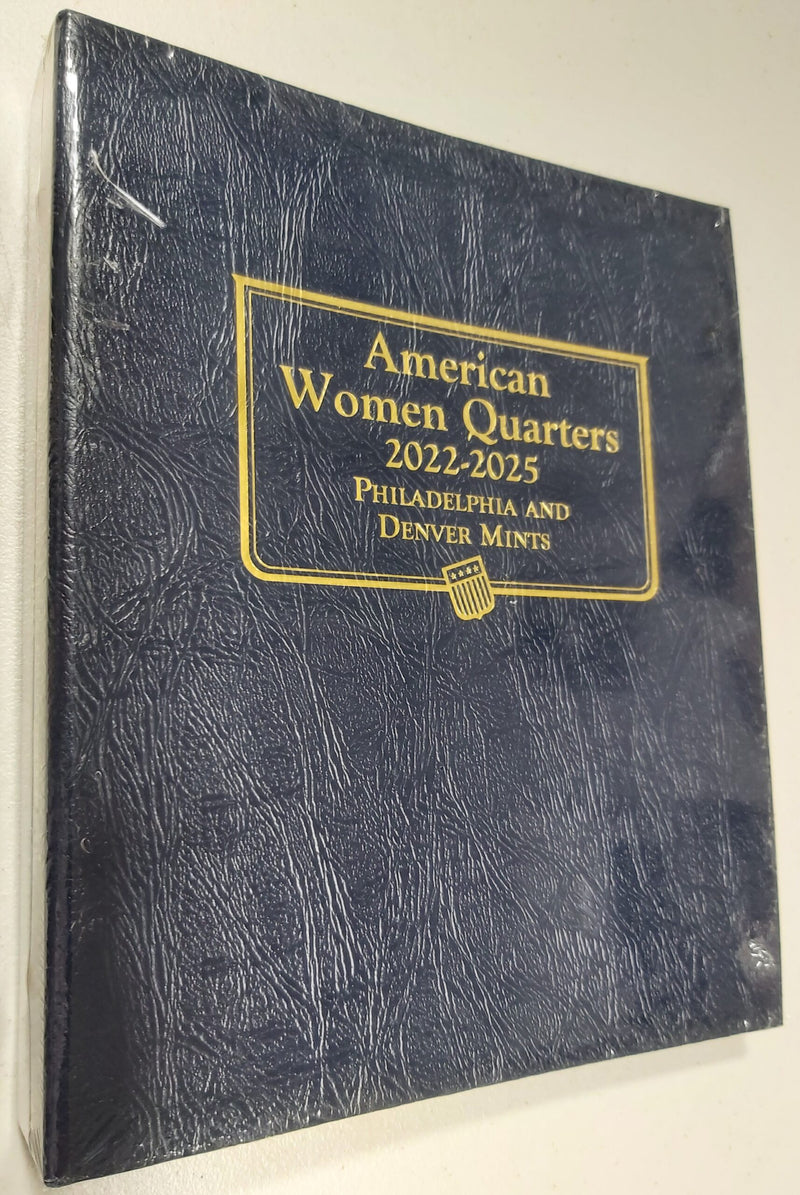 American
Women Quarters
2022-2025
Philadelphia and
Denver Mints